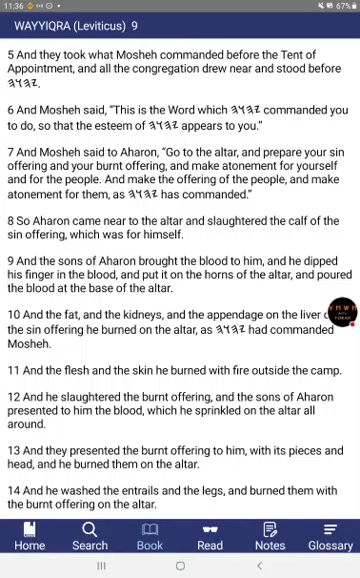 11:36
67%
WAYYIQRA (Leviticus) 9
5 And they took what Mosheh commanded before the Tent of
Appointment, and all the congregation drew near and stood before
𐤉𐤄𐤅𐤄.
6 And Mosheh said, “This is the Word which 𐤉𐤄𐤅𐤄 commanded you
to do, so that the esteem of 𐤉𐤄𐤅𐤄 appears to you.”
7 And Mosheh said to Aharon, “Go to the altar, and prepare your sin
offering and your burnt offering, and make atonement for yourself
and for the people. And make the offering of the people, and make
atonement for them, as 𐤉𐤄𐤅𐤄 has commanded.”
8 So Aharon came near to the altar and slaughtered the calf of the
sin offering, which was for himself.
9 And the sons of Aharon brought the blood to him, and he dipped
his finger in the blood, and put it on the horns of the altar, and poured
the blood at the base of the altar.
10 And the fat, and the kidneys, and the appendage on the liver
the sin offering he burned on the altar, as 𐤉𐤄𐤅𐤄 had commanded
Mosheh.
11 And the flesh and the skin he burned with fire outside the camp.
12 And he slaughtered the burnt offering, and the sons of Aharon
presented to him the blood, which he sprinkled on the altar all
around.
13 And they presented the burnt offering to him, with its pieces and
head, and he burned them on the altar.
14 And he washed the entrails and the legs, and burned them with
the burnt offering on the altar.
Home Search Book Read Notes Glossary